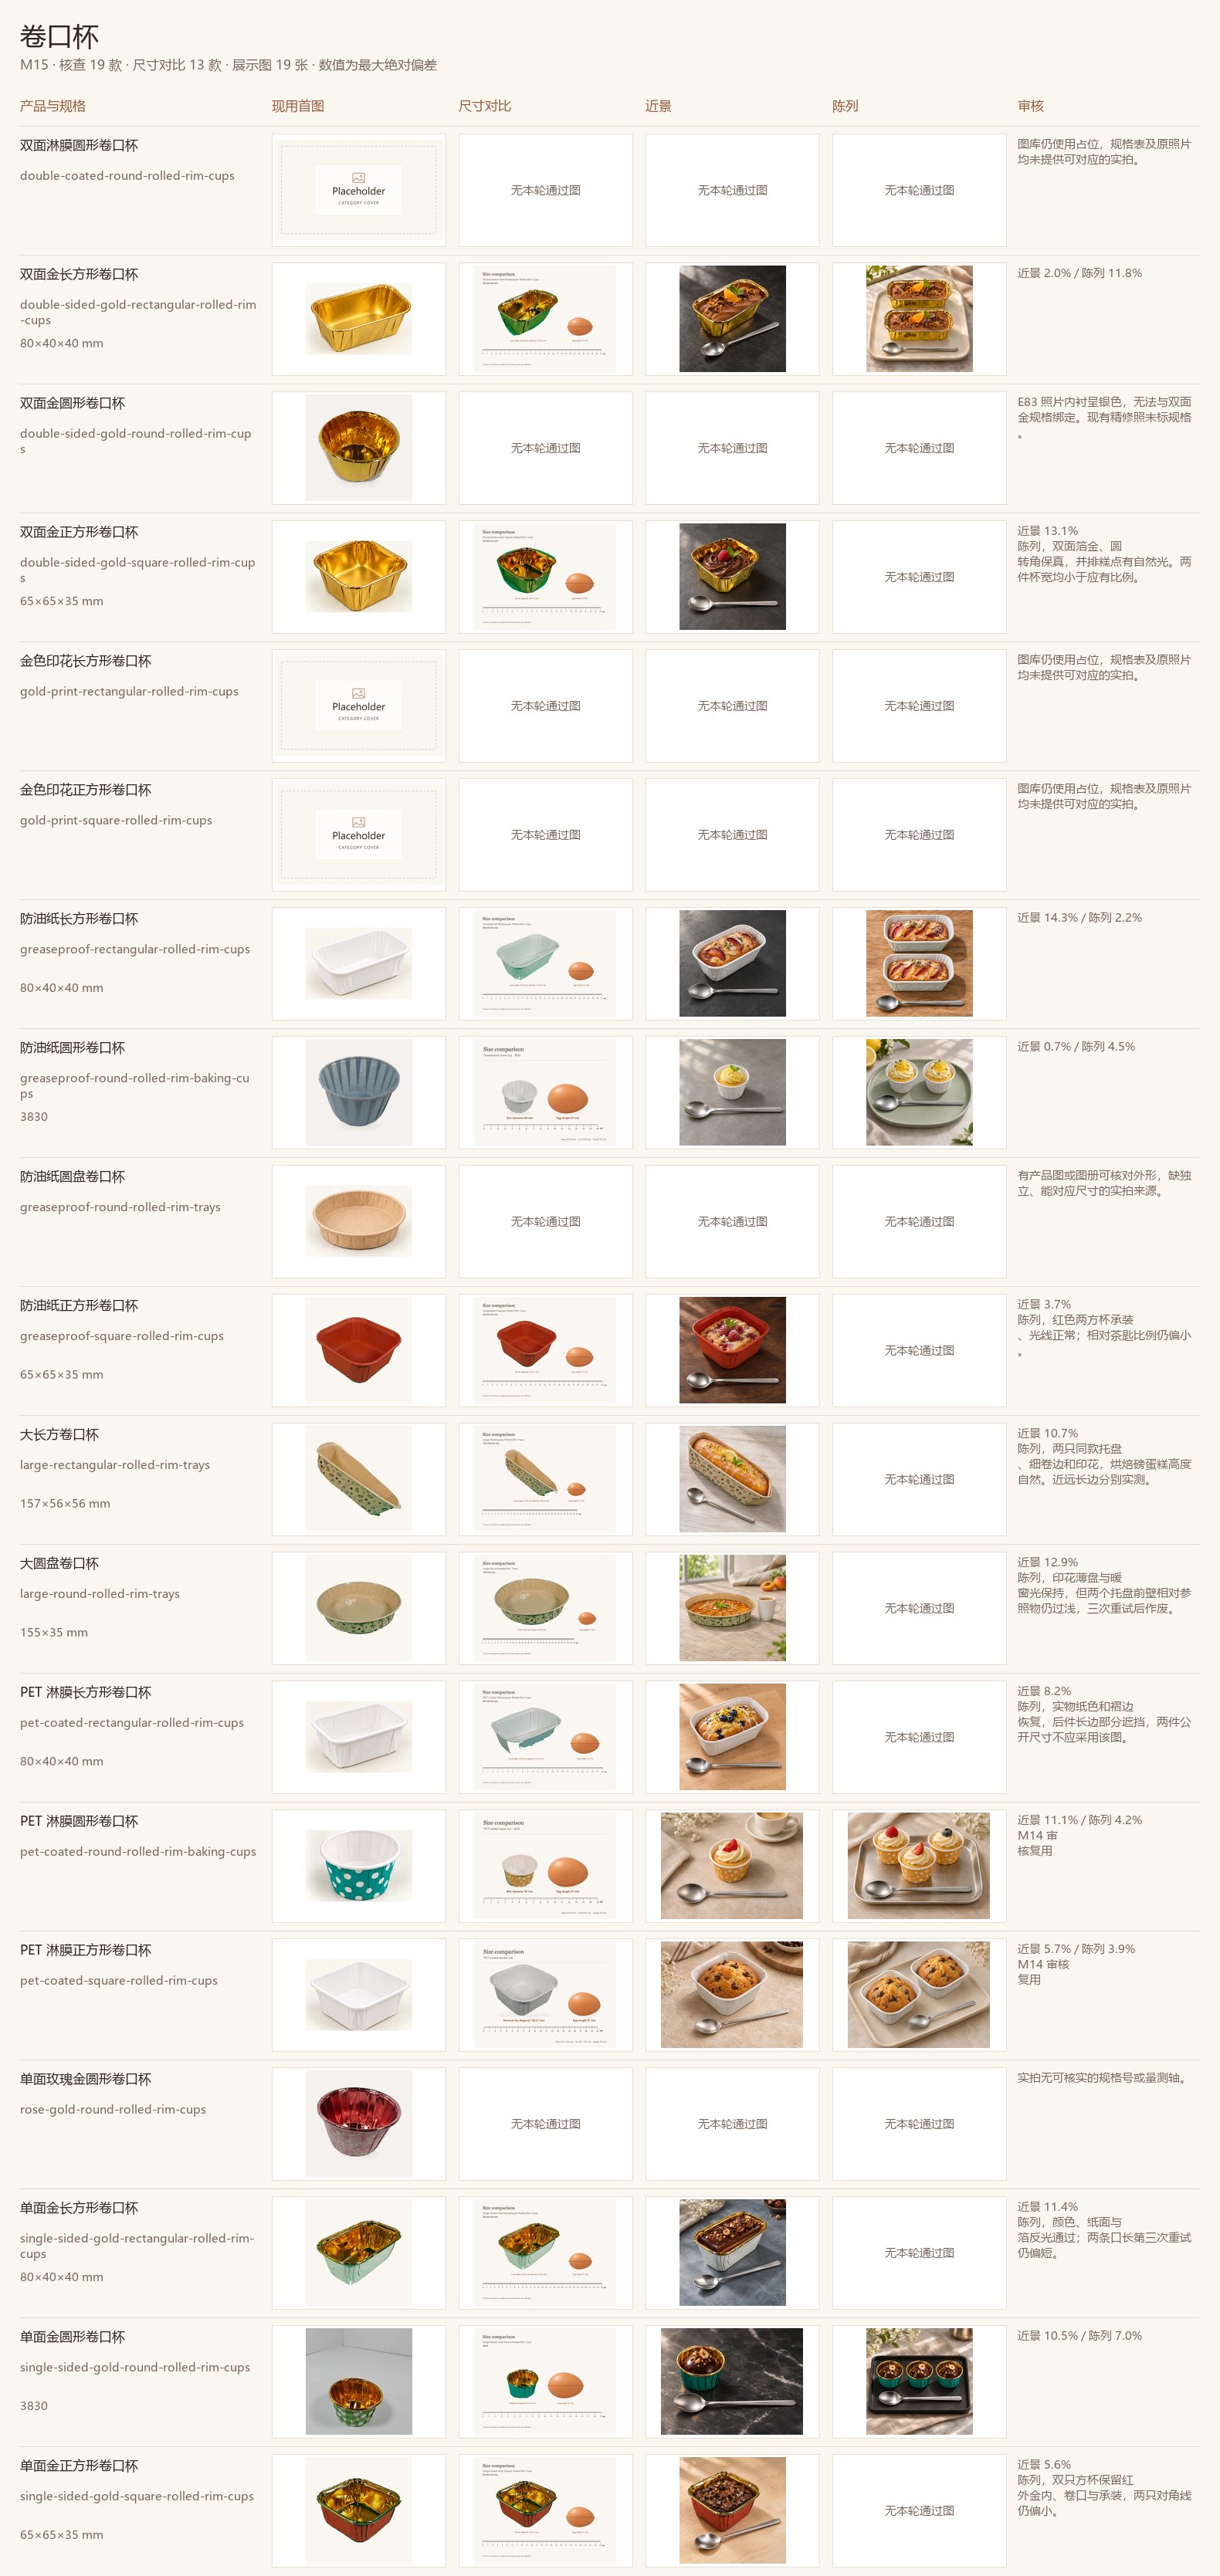 卷口杯
M15 · 核查 19 款 · 尺寸对比 13 款 · 展示图 19 张 · 数值为最大绝对偏差
产品与规格 现用首图 尺寸对比 近景 陈列 审核
双面淋膜圆形卷口杯
double-coated-round-rolled-rim-cups
Placeholder
CATEGORY COVER
无本轮通过图
无本轮通过图
无本轮通过图
图库仍使用占位，规格表及原照片
均未提供可对应的实拍。
双面金长方形卷口杯
double-sided-gold-rectangular-rolled-rim
-cups
80×40×40 mm
Size comparison
近景 2.0% / 陈列 11.8%
双面金圆形卷口杯
double-sided-gold-round-rolled-rim-cup
s
无本轮通过图
无本轮通过图
无本轮通过图
E83 照片内衬呈银色，无法与双面
金规格绑定。现有精修照未标规格
。
双面金正方形卷口杯
double-sided-gold-square-rolled-rim-cup
s
65×65×35 mm
Size comparison
无本轮通过图
近景 13.1%
陈列，双面箔金、圆
转角保真，并排糕点有自然光。两
件杯宽均小于应有比例。
金色印花长方形卷口杯
gold-print-rectangular-rolled-rim-cups
Placeholder
CATEGORY COVER
无本轮通过图
无本轮通过图
无本轮通过图
图库仍使用占位，规格表及原照片
均未提供可对应的实拍。
金色印花正方形卷口杯
gold-print-square-rolled-rim-cups
Placeholder
CATEGORY COVER
无本轮通过图
无本轮通过图
无本轮通过图
图库仍使用占位，规格表及原照片
均未提供可对应的实拍。
防油纸长方形卷口杯
greaseproof-rectangular-rolled-rim-cups
80×40×40 mm
Size comparison
近景 14.3% / 陈列 2.2%
防油纸圆形卷口杯
greaseproof-round-rolled-rim-baking-cu
ps
3830
Size comparison
近景 0.7% / 陈列 4.5%
防油纸圆盘卷口杯
greaseproof-round-rolled-rim-trays
无本轮通过图
无本轮通过图
无本轮通过图
有产品图或图册可核对外形，缺独
立、能对应尺寸的实拍来源。
防油纸正方形卷口杯
greaseproof-square-rolled-rim-cups
65×65×35 mm
Size comparison
无本轮通过图
近景 3.7%
陈列，红色两方杯承装
、光线正常；相对茶匙比例仍偏小
。
大长方卷口杯
large-rectangular-rolled-rim-trays
157×56×56 mm
Size comparison
无本轮通过图
近景 10.7%
陈列，两只同款托盘
、细卷边和印花，烘焙磅蛋糕高度
自然。近远长边分别实测。
大圆盘卷口杯
large-round-rolled-rim-trays
155×35 mm
Size comparison
无本轮通过图
近景 12.9%
陈列，印花薄盘与暖
窗光保持，但两个托盘前壁相对参
照物仍过浅，三次重试后作废。
PET 淋膜长方形卷口杯
pet-coated-rectangular-rolled-rim-cups
80×40×40 mm
Size comparison
无本轮通过图
近景 8.2%
陈列，实物纸色和褶边
恢复，后件长边部分遮挡，两件公
开尺寸不应采用该图。
PET 淋膜圆形卷口杯
pet-coated-round-rolled-rim-baking-cups
Size comparison
近景 11.1% / 陈列 4.2%
M14 审
核复用
PET 淋膜正方形卷口杯
pet-coated-square-rolled-rim-cups
Size comparison
近景 5.7% / 陈列 3.9%
M14 审核
复用
单面玫瑰金圆形卷口杯
rose-gold-round-rolled-rim-cups
无本轮通过图
无本轮通过图
无本轮通过图
实拍无可核实的规格号或量测轴。
单面金长方形卷口杯
single-sided-gold-rectangular-rolled-rim-
cups
80×40×40 mm
Size comparison
无本轮通过图
近景 11.4%
陈列，颜色、纸面与
箔反光通过；两条口长第三次重试
仍偏短。
单面金圆形卷口杯
single-sided-gold-round-rolled-rim-cups
3830
Size comparison
近景 10.5% / 陈列 7.0%
单面金正方形卷口杯
single-sided-gold-square-rolled-rim-cups
65×65×35 mm
Size comparison
无本轮通过图
近景 5.6%
陈列，双只方杯保留红
外金内、卷口与承装，两只对角线
仍偏小。